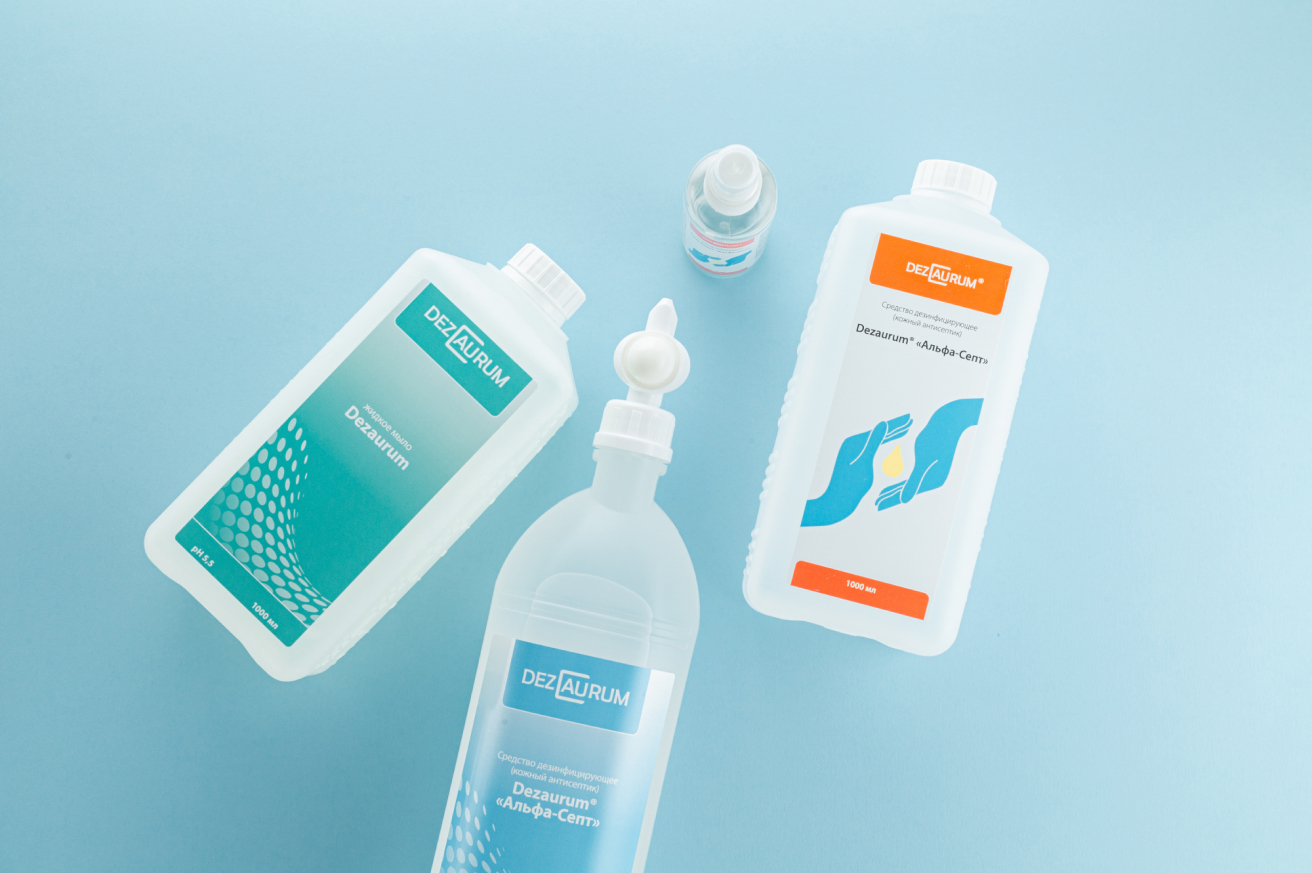 DEZAURUM
жидкое мыло
Dezaurum
pH 5,5
1000 мл
DEZAURUM
Средство дезинфицирующее
(кожный антисептик)
Dezaurum®
«Альфа-Септ»
DEZAURUM®
Средство дезинфицирующее
(кожный антисептик)
Dezaurum® «Альфа-Септ»
1000 мл